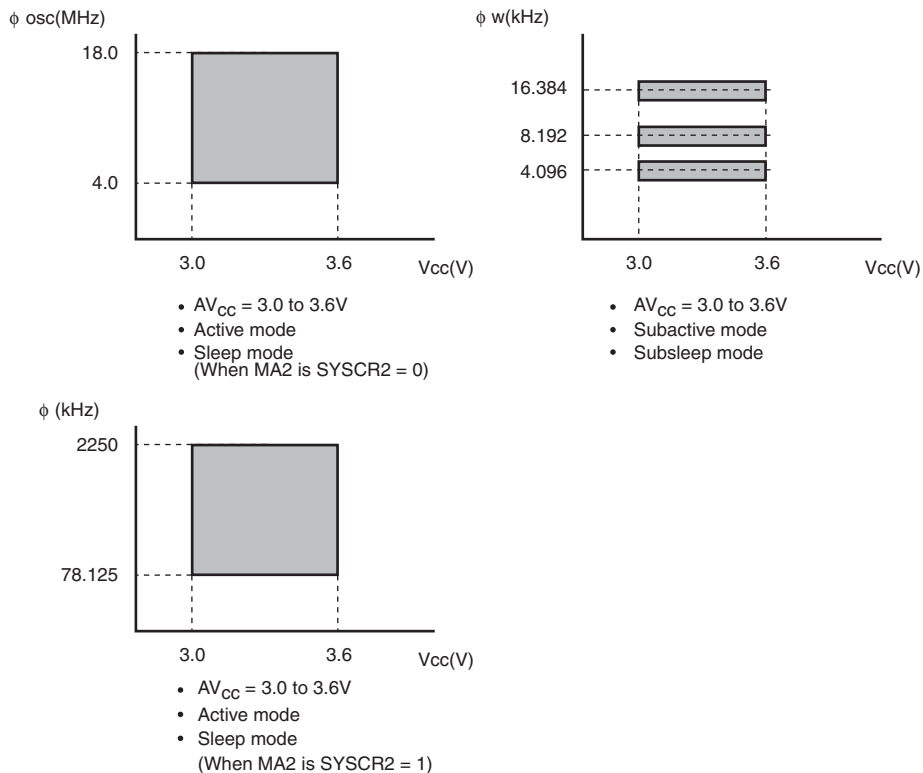 ϕ osc(MHz)
18.0
4.0
3.0
3.6
Vcc(V)
• AVCC = 3.0 to 3.6V
• Active mode
• Sleep mode
(When MA2 is SYSCR2 = 0)
ϕ w(kHz)
16.384
8.192
4.096
3.0
3.6
Vcc(V)
• AVCC = 3.0 to 3.6V
• Subactive mode
• Subsleep mode
ϕ (kHz)
2250
78.125
3.0
3.6
Vcc(V)
• AVCC = 3.0 to 3.6V
• Active mode
• Sleep mode
(When MA2 is SYSCR2 = 1)